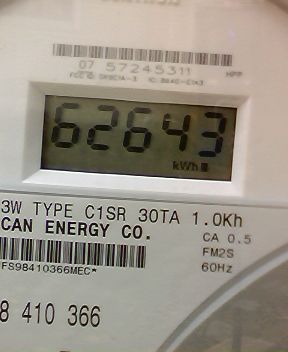 07 57245311 HPP
62643
kWh
3W TYPE C1SR 30TA 1.0Kh
CAN ENERGY CO. CA 0.5
FM2S
FS98410366MEC* 60Hz
8 410 366